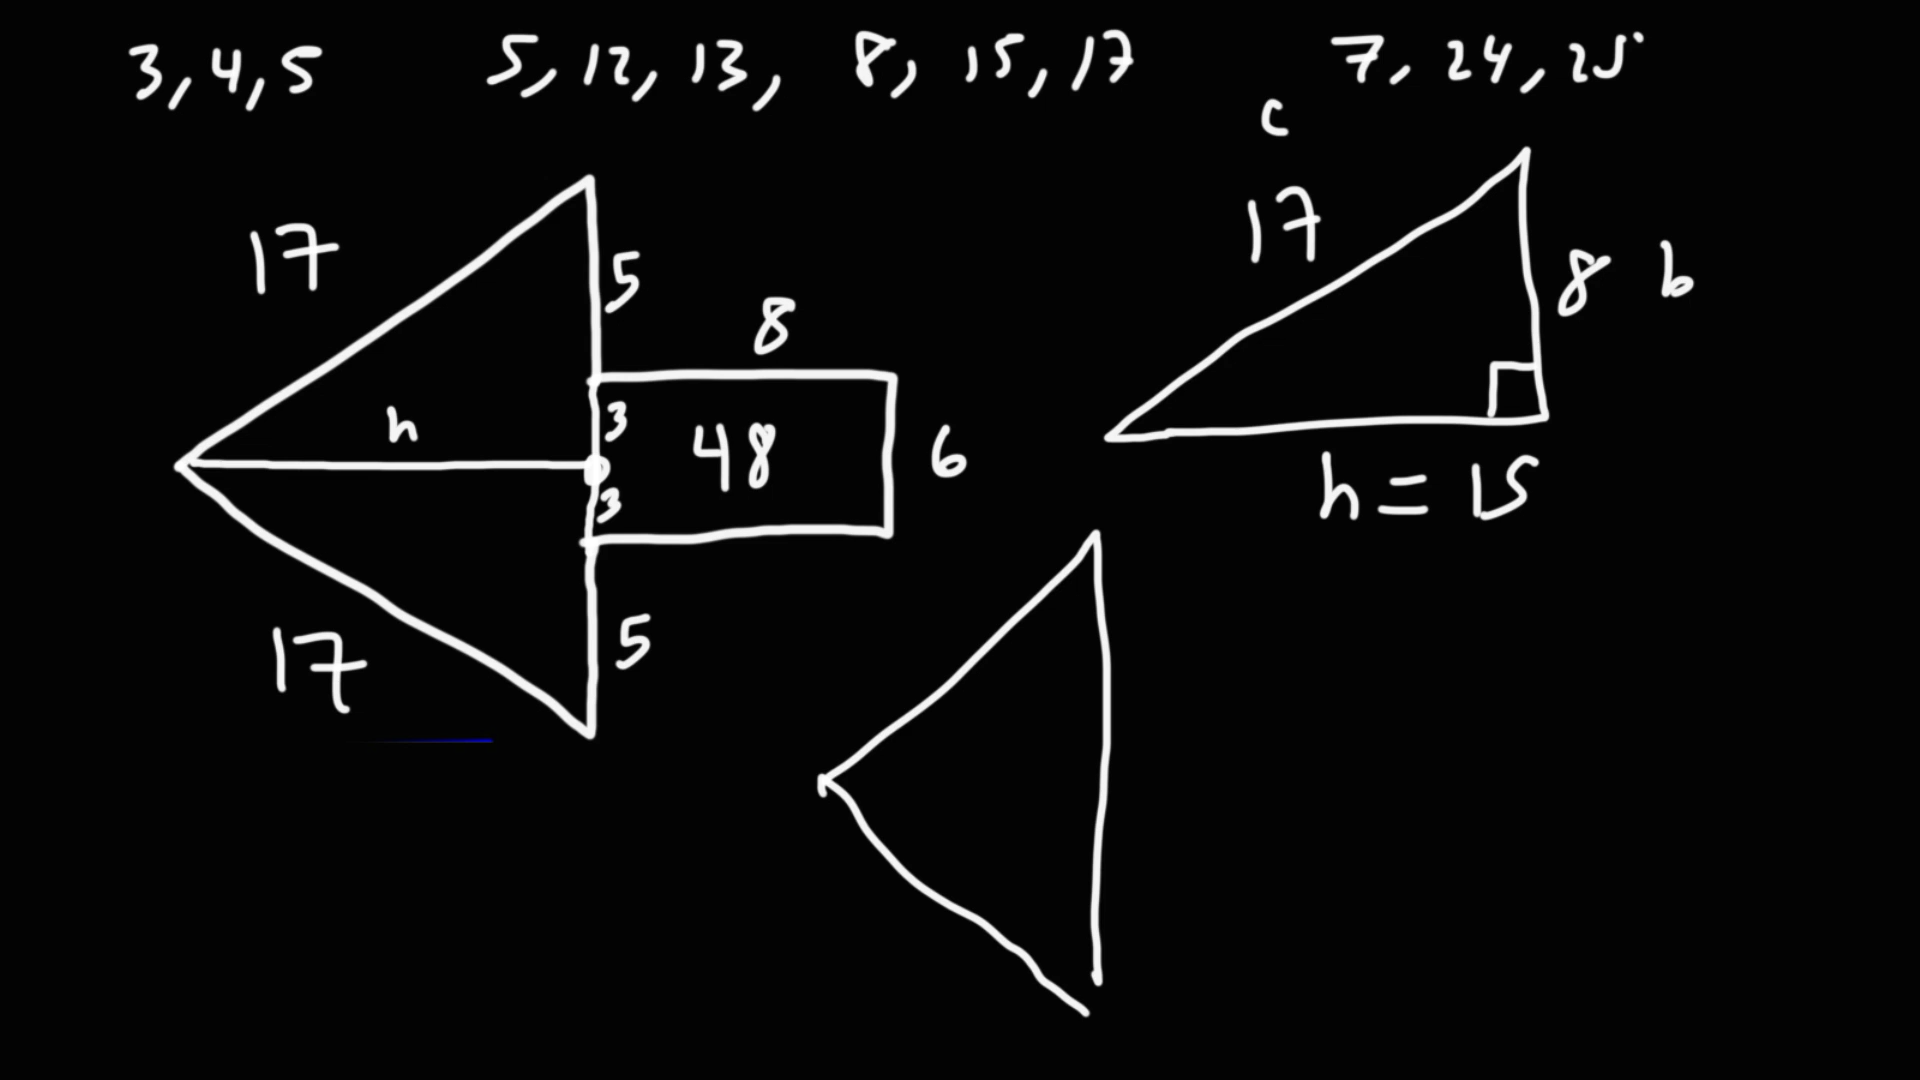 3, 4, 5 5, 12, 13, 8, 15, 17 7, 24, 25
c
17 17
5 8 b
8
h 3 48 6
3 h = 15
17 5